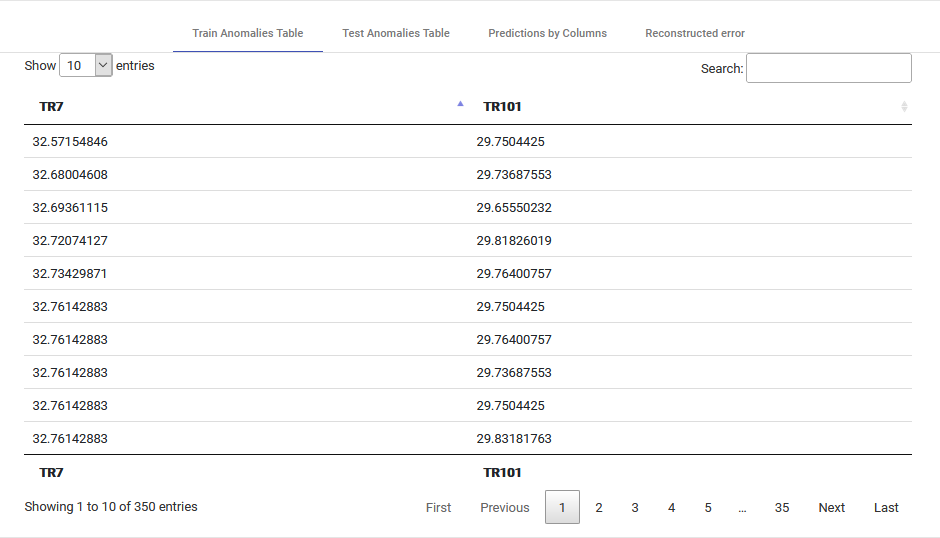 Train Anomalies Table Test Anomalies Table Predictions by Columns Reconstructed error
Show 10 entries Search:
TR7 TR101
32.57154846 29.7504425
32.68004608 29.73687553
32.69361115 29.65550232
32.72074127 29.81826019
32.73429871 29.76400757
32.76142883 29.7504425
32.76142883 29.76400757
32.76142883 29.73687553
32.76142883 29.7504425
32.76142883 29.83181763
TR7 TR101
Showing 1 to 10 of 350 entries First Previous 1 2 3 4 5 ... 35 Next Last